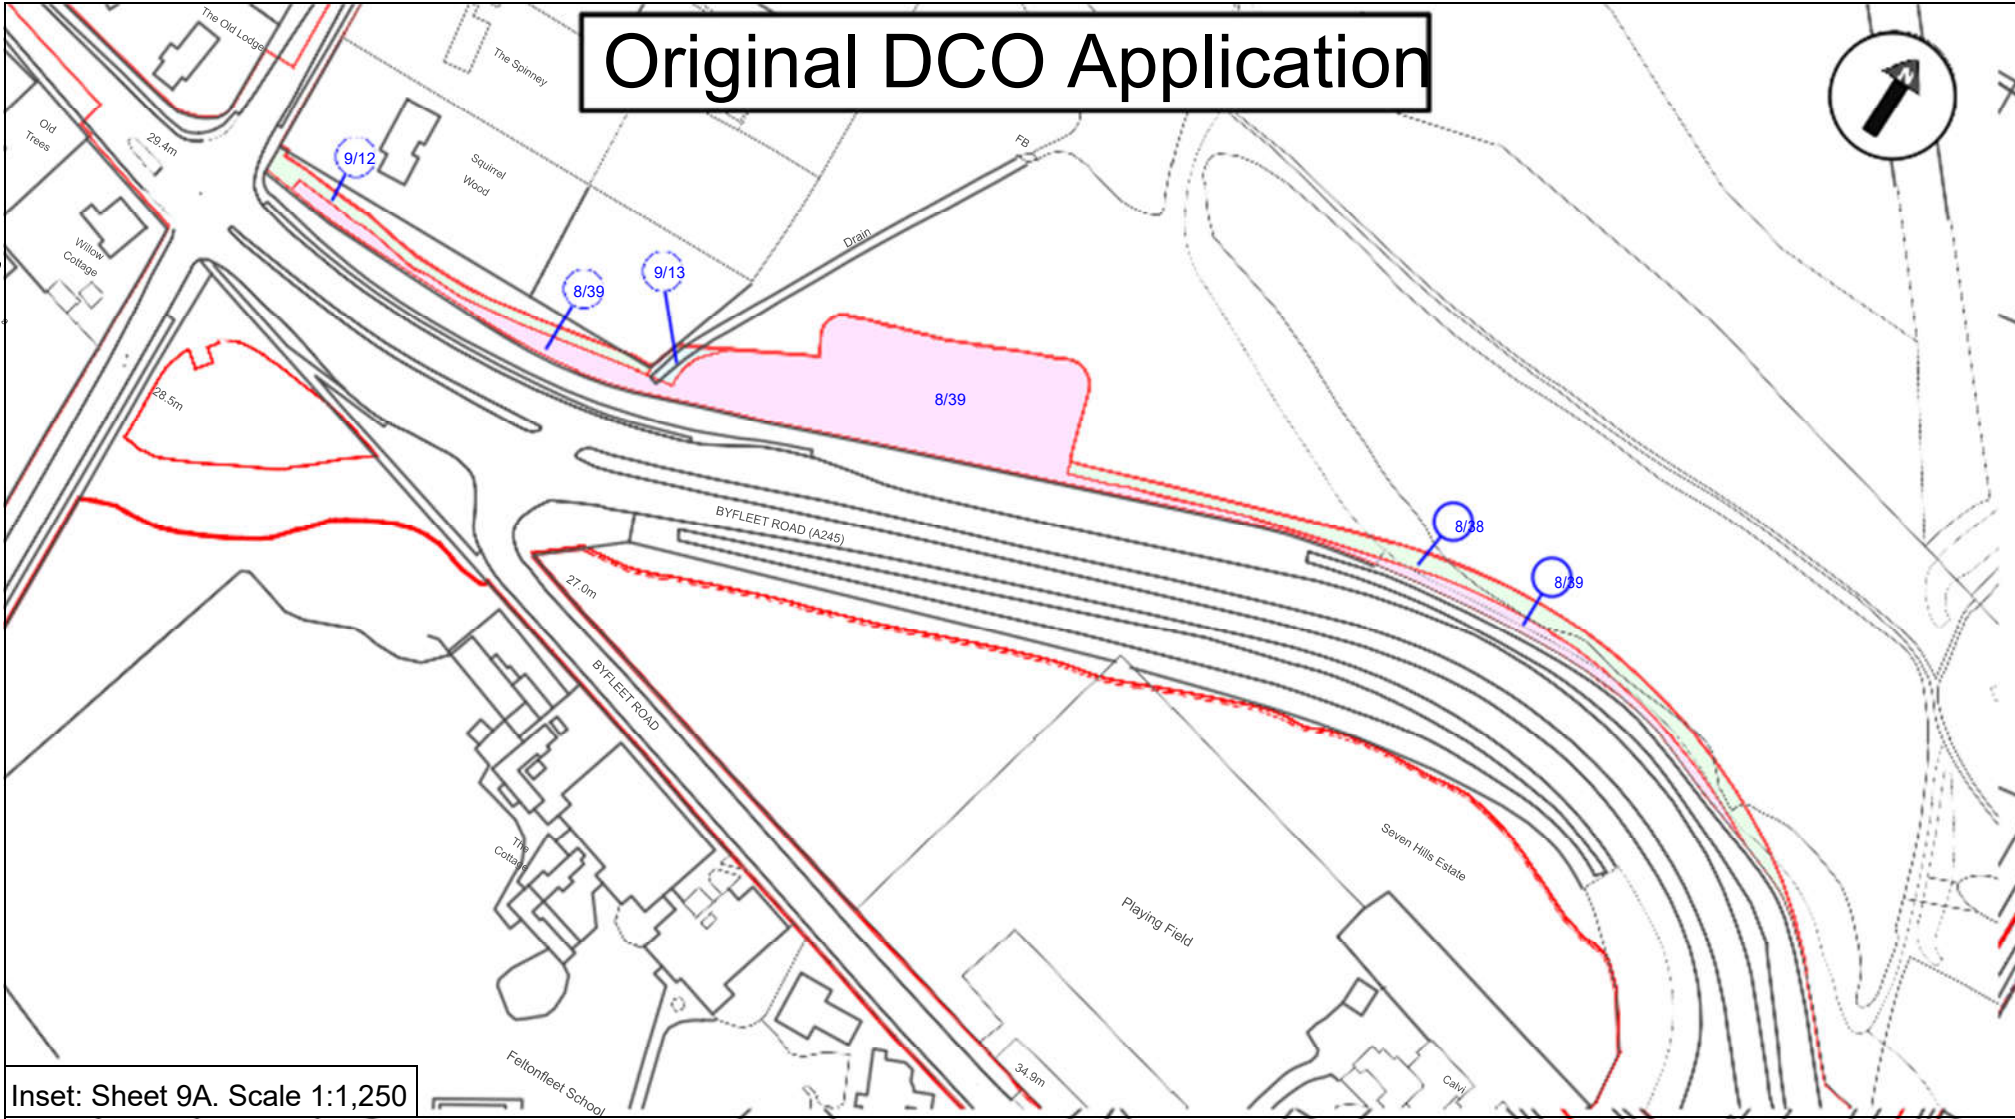 Original DCO Application
N
The Old Lodge
The Spinney
Old
Trees
29.4m
9/12
Squirrel
Wood
FB
Willow
Cottage
Drain
8/39
9/13
8/39
28.5m
BYFLEET ROAD (A245)
8/38
8/39
27.0m
BYFLEET ROAD
The
Cottage
Seven Hills Estate
Playing Field
34.9m
Calvi
Feltonfleet School
Inset: Sheet 9A. Scale 1:1,250